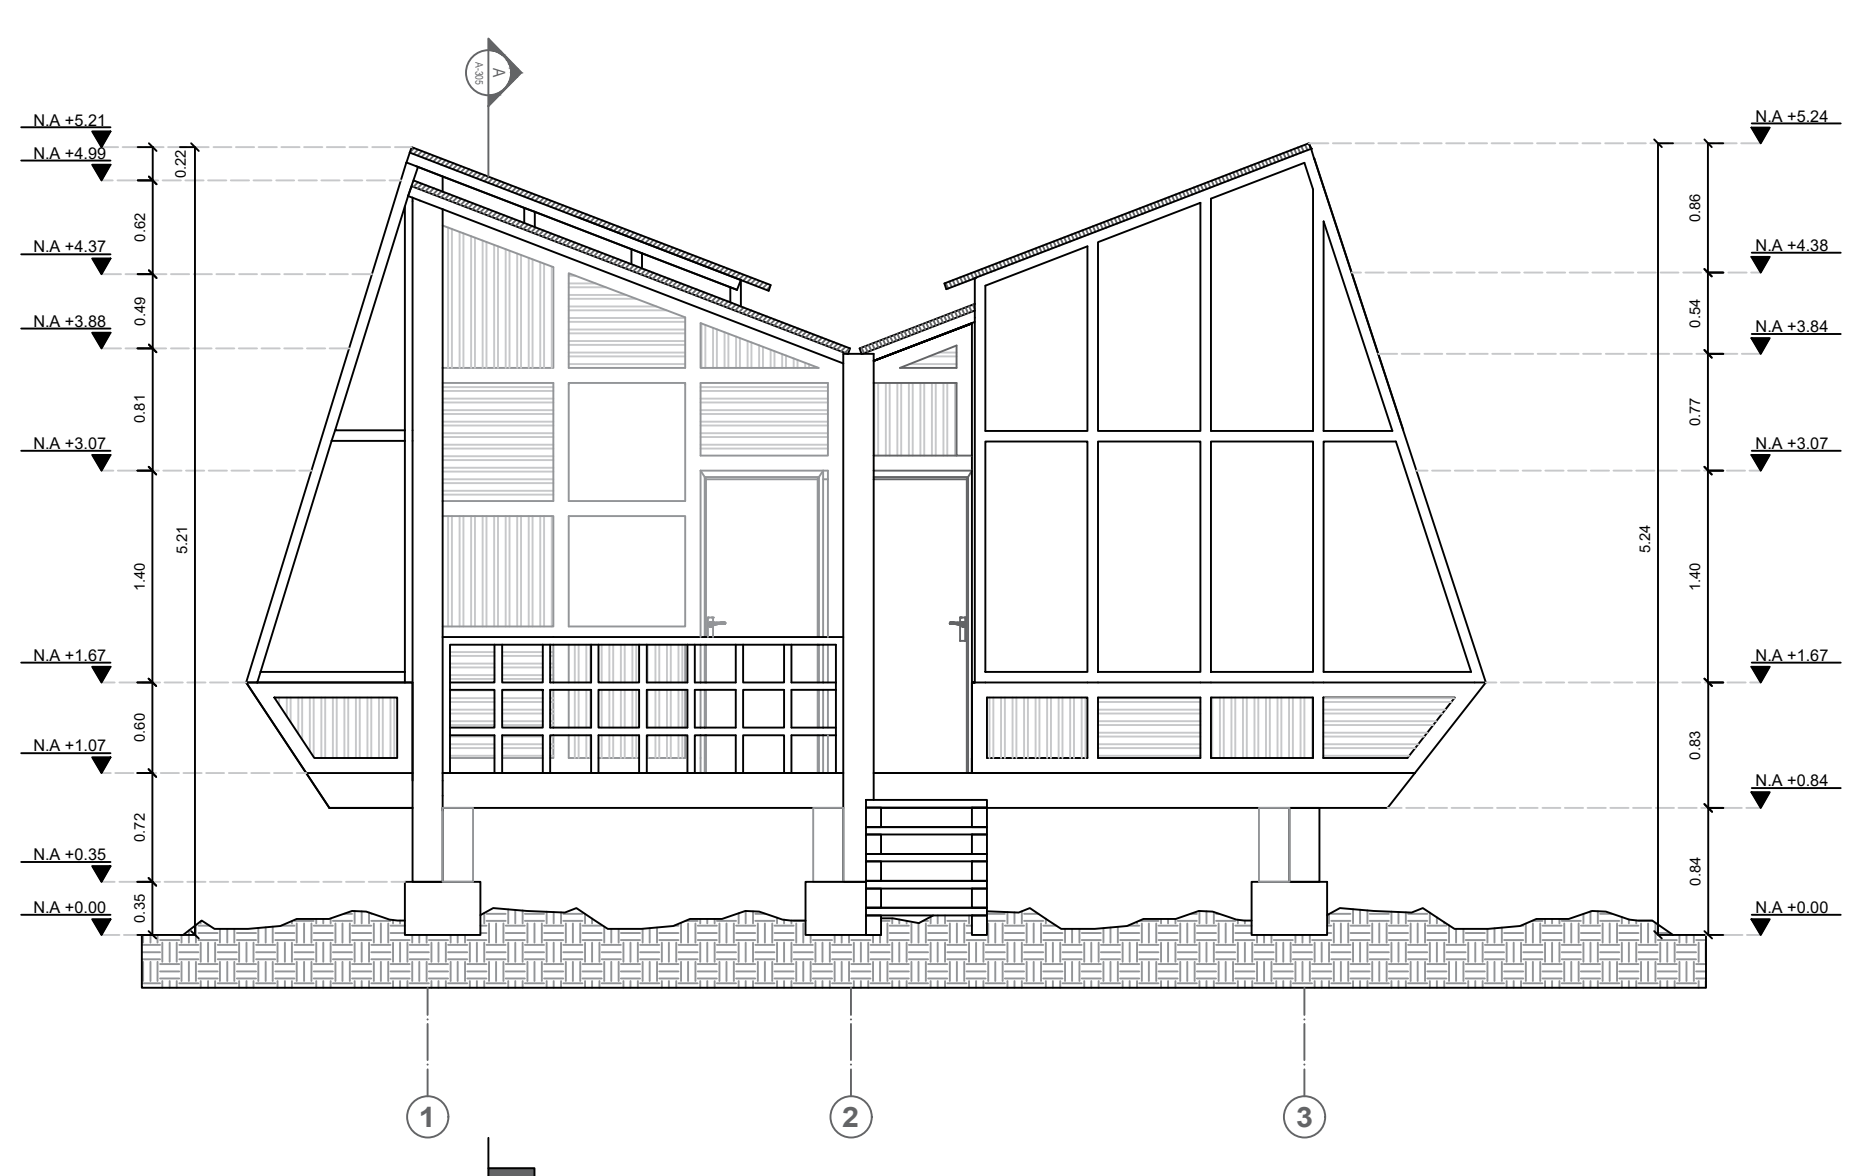 A
A-305
N.A +5.21
N.A +4.99
N.A +4.37
N.A +3.88
N.A +3.07
N.A +1.67
N.A +1.07
N.A +0.35
N.A +0.00
0.22
0.62
0.49
0.81
1.40
0.60
0.72
0.35
5.21
N.A +5.24
N.A +4.38
N.A +3.84
N.A +3.07
N.A +1.67
N.A +0.84
N.A +0.00
5.24
0.86
0.54
0.77
1.40
0.83
0.84
1
2
3